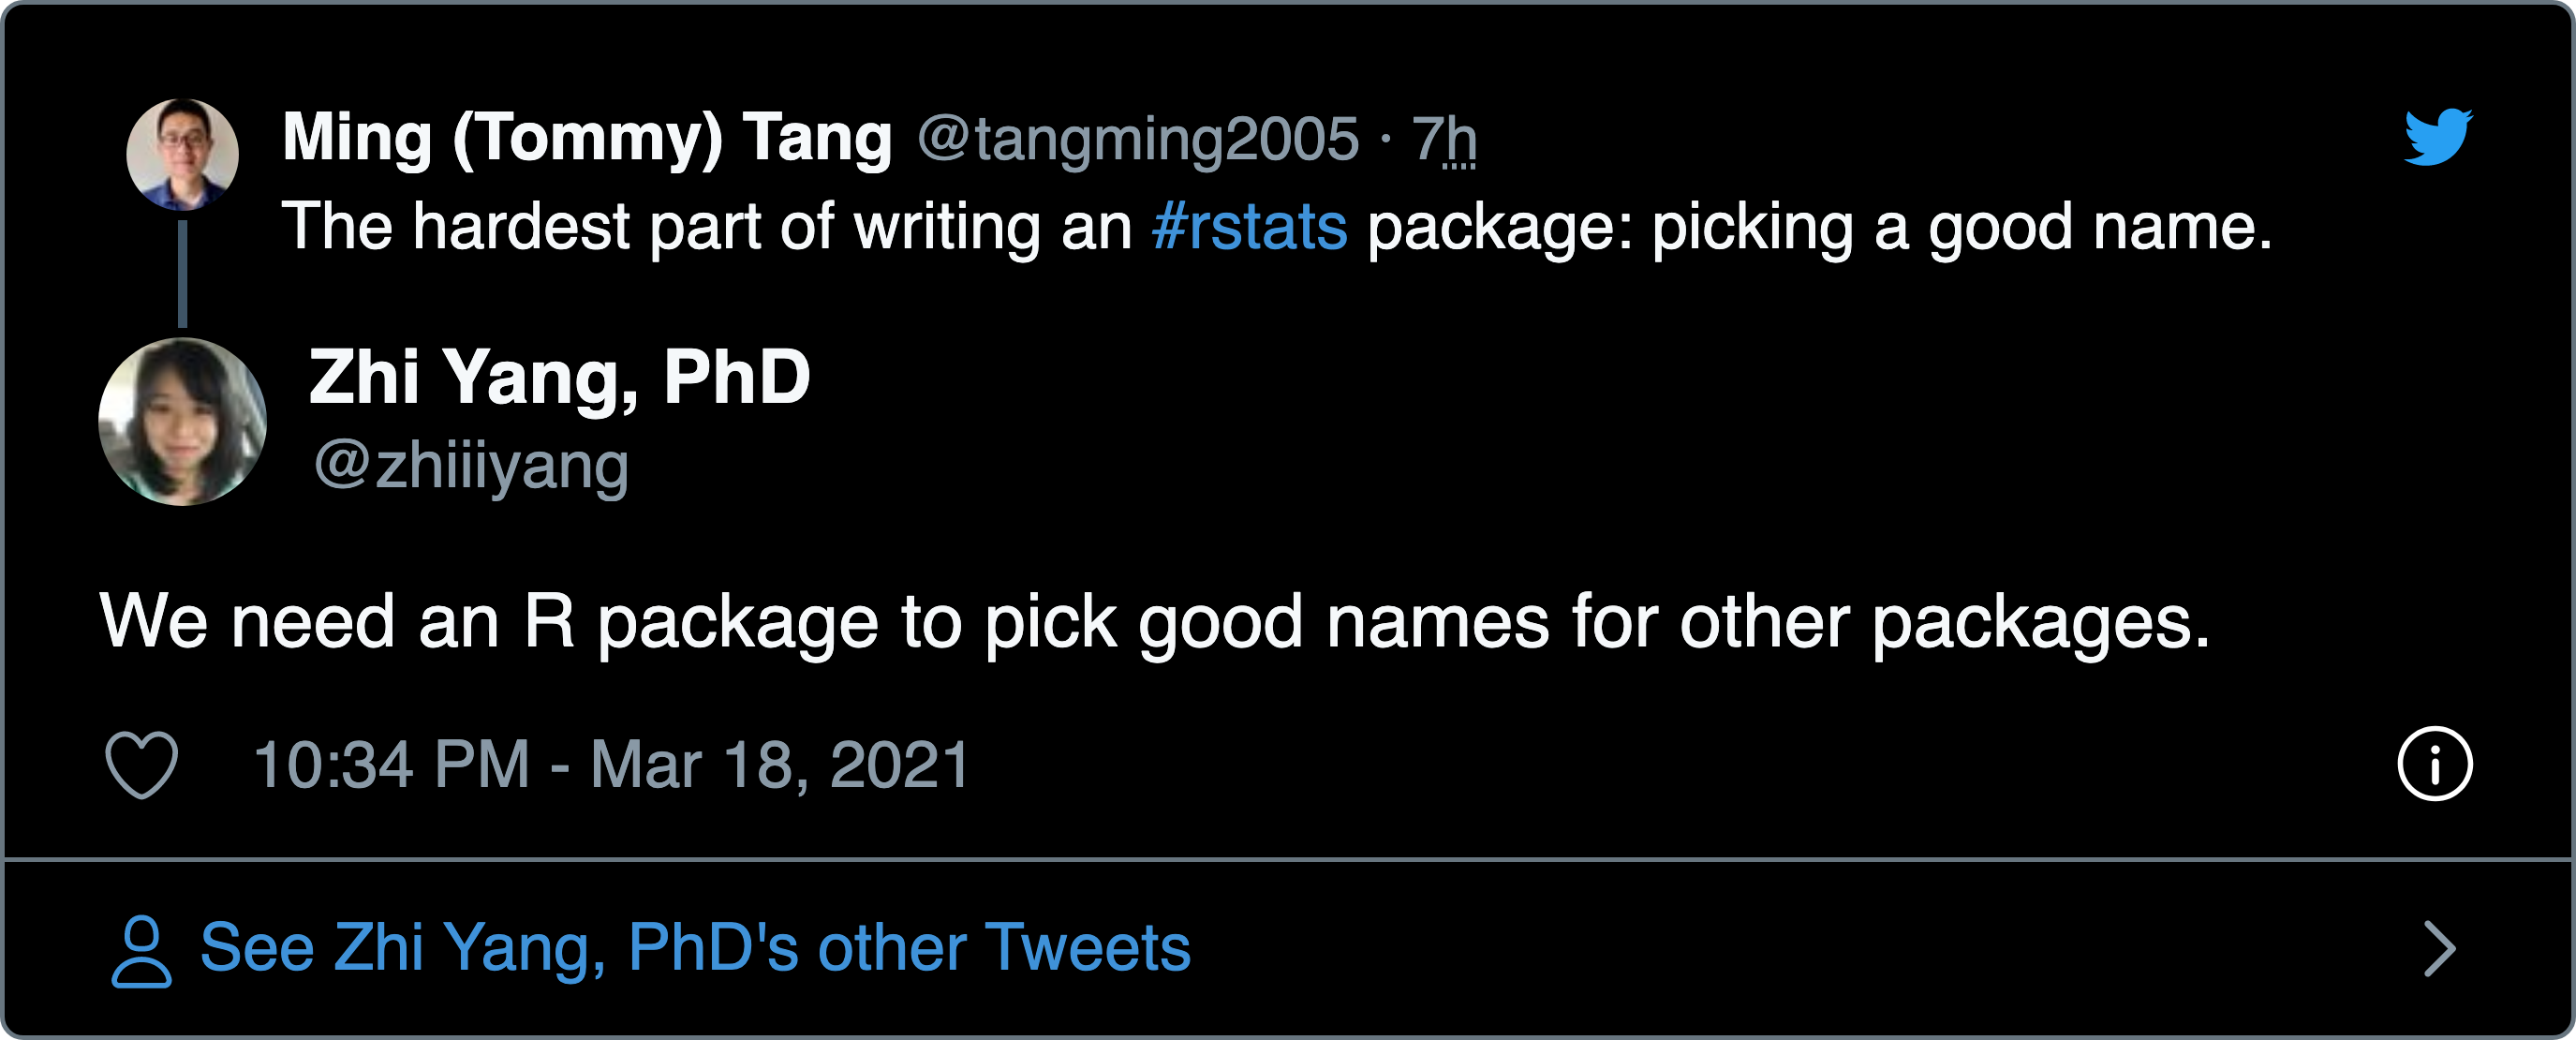 Ming (Tommy) Tang @tangming2005 · 7h
The hardest part of writing an #rstats package: picking a good name.
Zhi Yang, PhD
@zhiiiyang
We need an R package to pick good names for other packages.
10:34 PM - Mar 18, 2021
See Zhi Yang, PhD's other Tweets